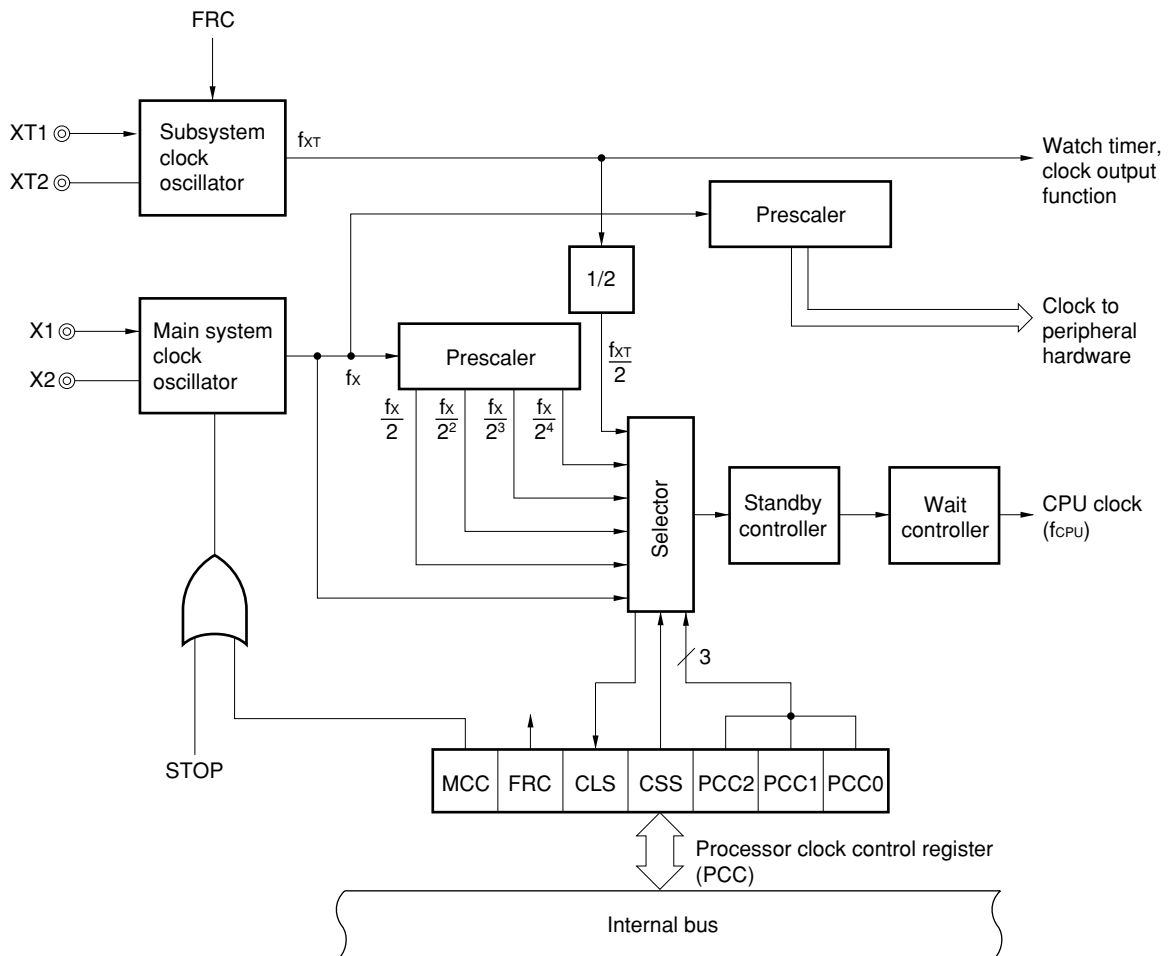 FRC
XT1
XT2
Subsystem
clock
oscillator
fXT
Watch timer,
clock output
function
Prescaler
1/2
X1
X2
Main system
clock
oscillator
fX
Prescaler
fXT
2
Clock to
peripheral
hardware
fX
2
fX
2²
fX
2³
fX
2⁴
Selector
Standby
controller
Wait
controller
CPU clock
(fCPU)
3
STOP
MCC FRC CLS CSS PCC2 PCC1 PCC0
Processor clock control register
(PCC)
Internal bus